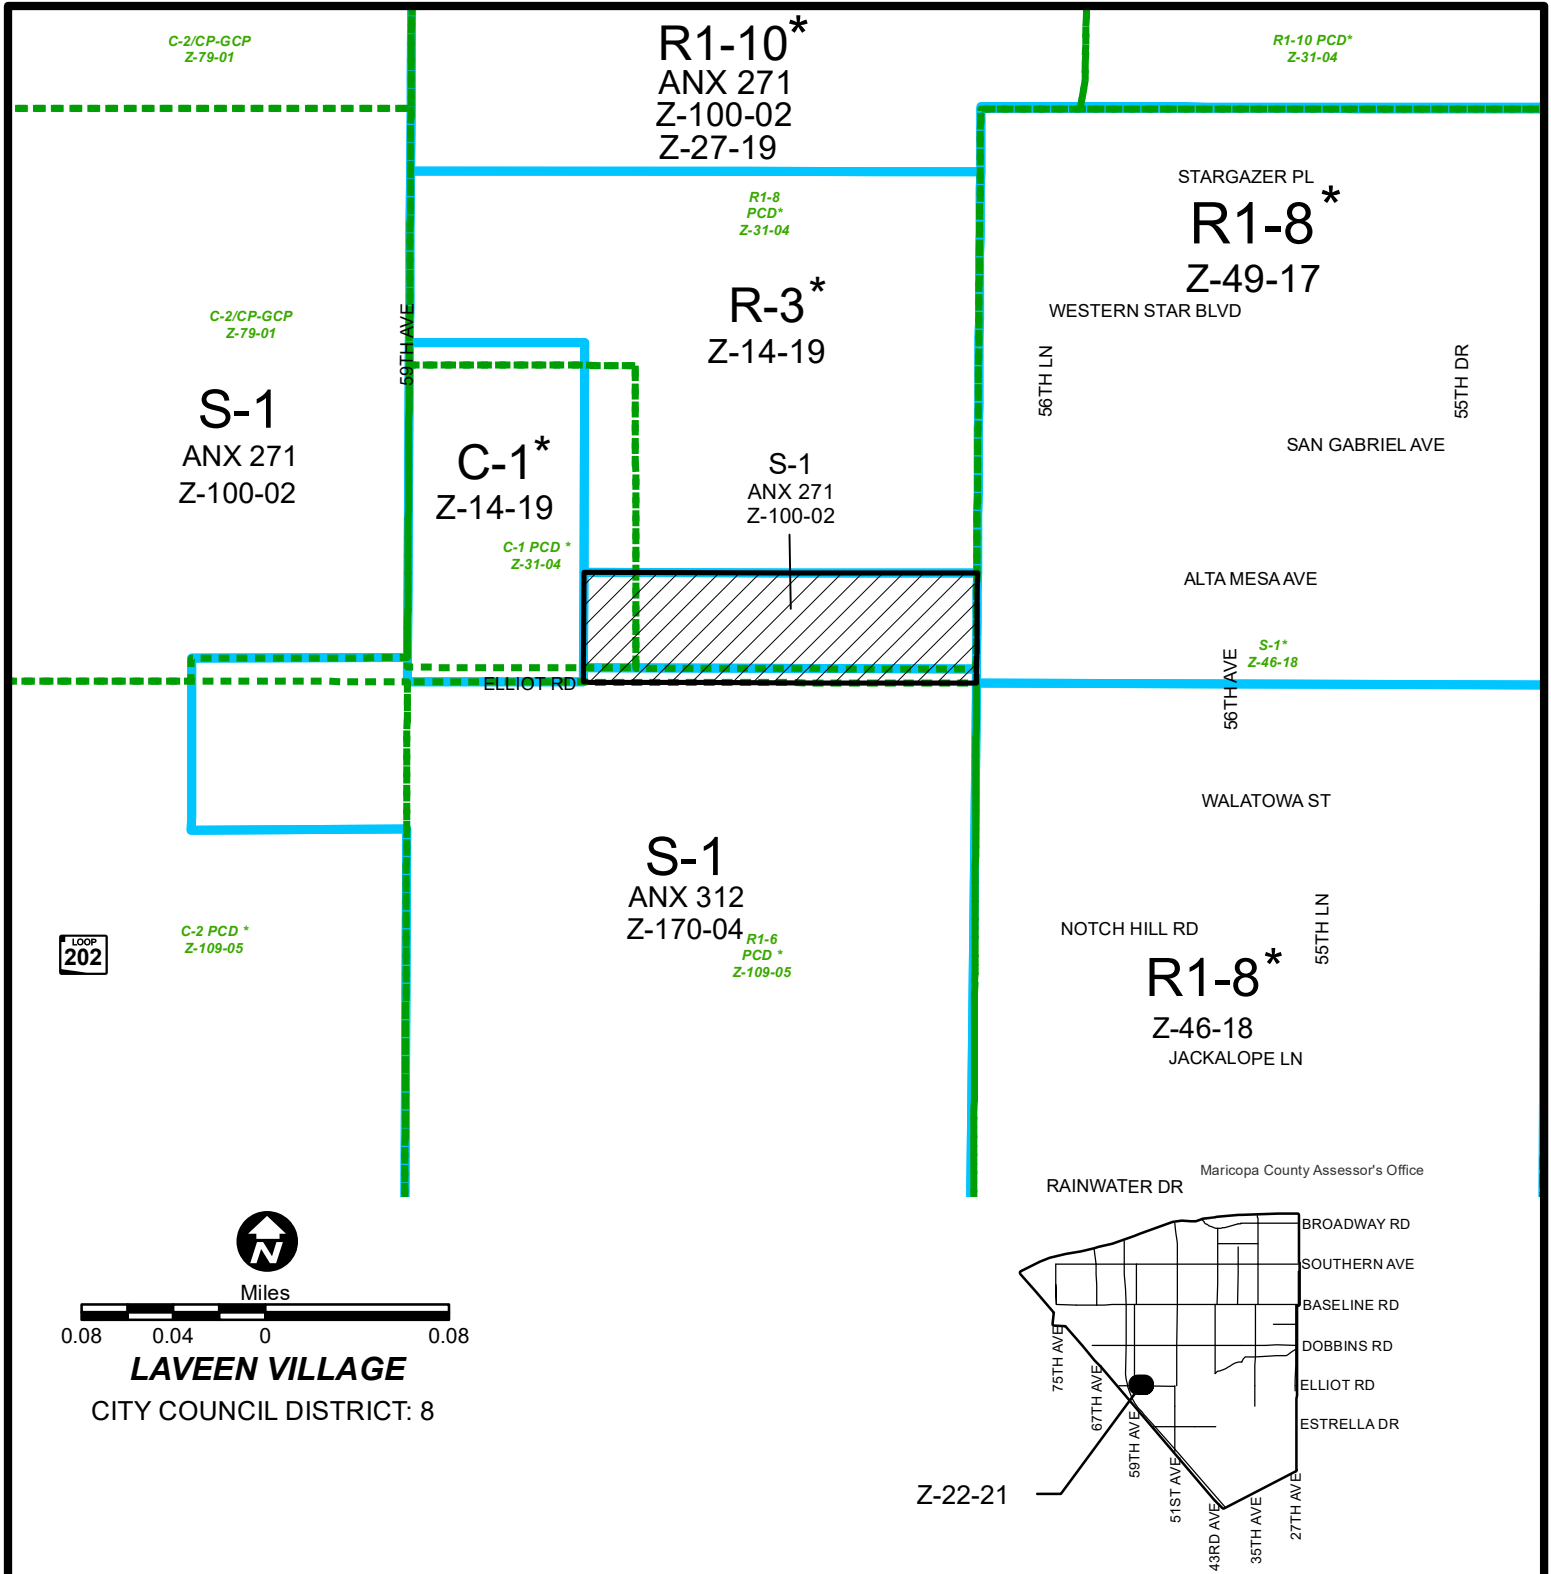 C-2/CP-GCP
Z-79-01
R1-10*
ANX 271
Z-100-02
Z-27-19
R1-10 PCD*
Z-31-04
R1-8
PCD*
Z-31-04
STARGAZER PL
R1-8*
Z-49-17
WESTERN STAR BLVD
C-2/CP-GCP
Z-79-01
59TH AVE
R-3*
Z-14-19
56TH LN
55TH DR
S-1
ANX 271
Z-100-02
C-1*
Z-14-19
C-1 PCD *
Z-31-04
S-1
ANX 271
Z-100-02
SAN GABRIEL AVE
ALTA MESA AVE
S-1*
Z-46-18
56TH AVE
ELLIOT RD
WALATOWA ST
S-1
ANX 312
Z-170-04
R1-6
PCD *
Z-109-05
C-2 PCD *
Z-109-05
LOOP
202
NOTCH HILL RD
55TH LN
R1-8*
Z-46-18
JACKALOPE LN
Maricopa County Assessor's Office
RAINWATER DR
N
Miles
0.08 0.04 0 0.08
LAVEEN VILLAGE
CITY COUNCIL DISTRICT: 8
BROADWAY RD
SOUTHERN AVE
BASELINE RD
DOBBINS RD
ELLIOT RD
ESTRELLA DR
75TH AVE
67TH AVE
59TH AVE
51ST AVE
43RD AVE
35TH AVE
27TH AVE
Z-22-21